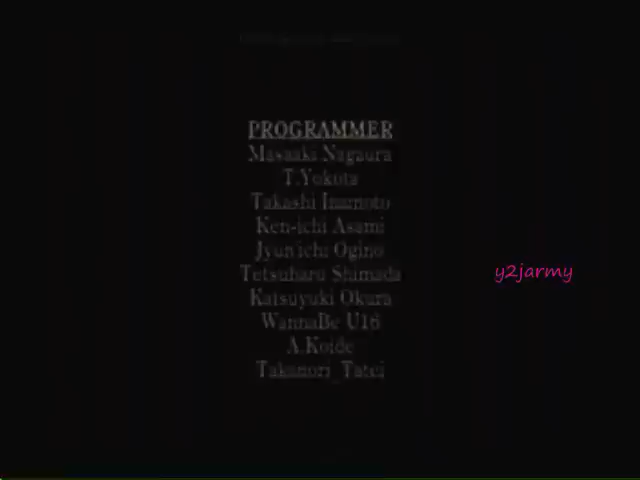 PROGRAMMER
Masaaki Nagaura
T.Yokota
Takashi Imamoto
Ken-ichi Asami
Jyun'ichi Ogino
Tetsuharu Shimada
y2jarmy
Katsuyuki Okura
WannaBe U16
A.Koide
Takanori_Tatei